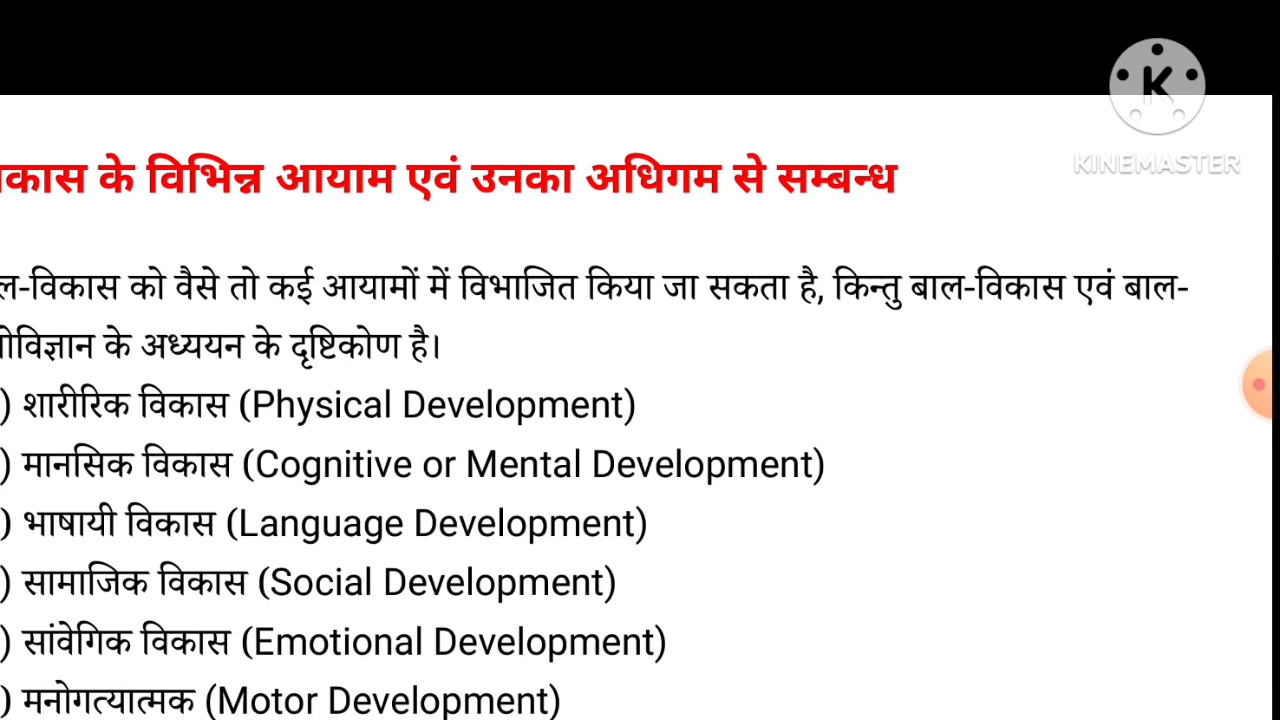 KINEMASTER
के विभिन्न आयाम एवं उनका अधिगम से सम्बन्ध
को वैसे तो कई आयामों में विभाजित किया जा सकता है, किन्तु बाल-विकास एवं बाल-
के अध्ययन के दृष्टिकोण है।
) शारीरिक विकास (Physical Development)
) मानसिक विकास (Cognitive or Mental Development)
) भाषायी विकास (Language Development)
) सामाजिक विकास (Social Development)
) सांवेगिक विकास (Emotional Development)
) मनोगत्यात्मक (Motor Development)